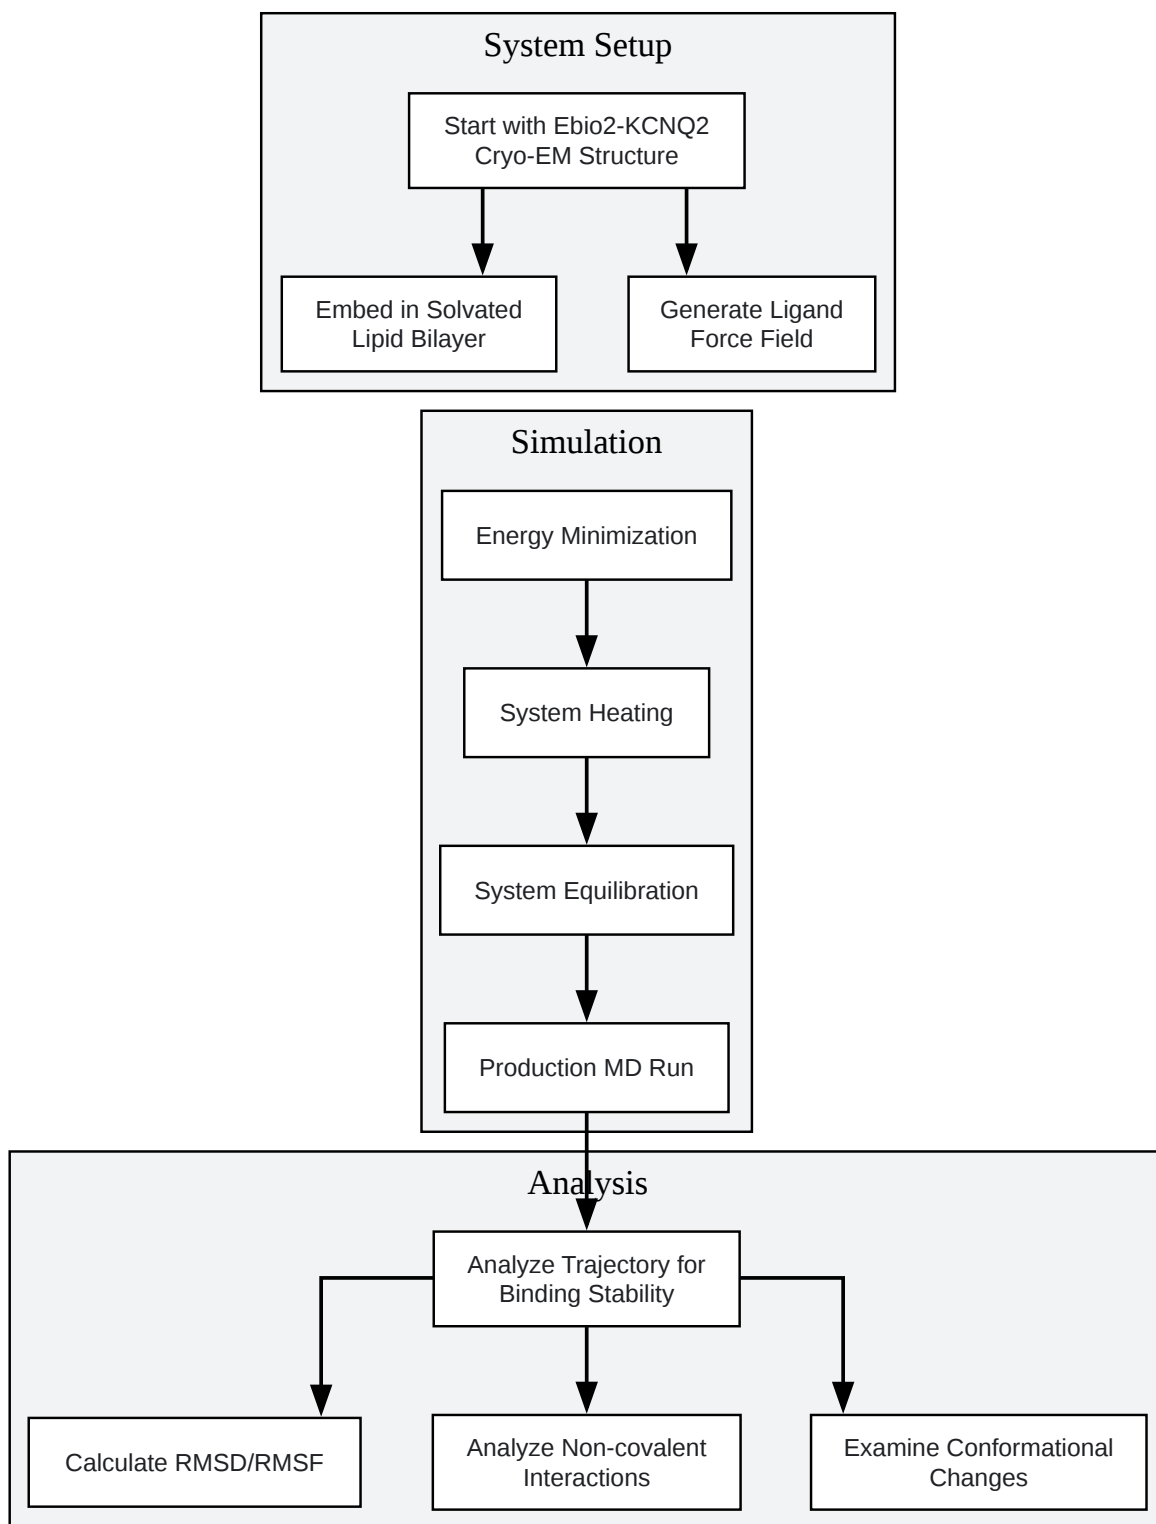 System Setup
Start with Ebio2-KCNQ2
Cryo-EM Structure
Embed in Solvated
Lipid Bilayer
Generate Ligand
Force Field
Simulation
Energy Minimization
System Heating
System Equilibration
Production MD Run
Analysis
Analyze Trajectory for
Binding Stability
Calculate RMSD/RMSF
Analyze Non-covalent
Interactions
Examine Conformational
Changes